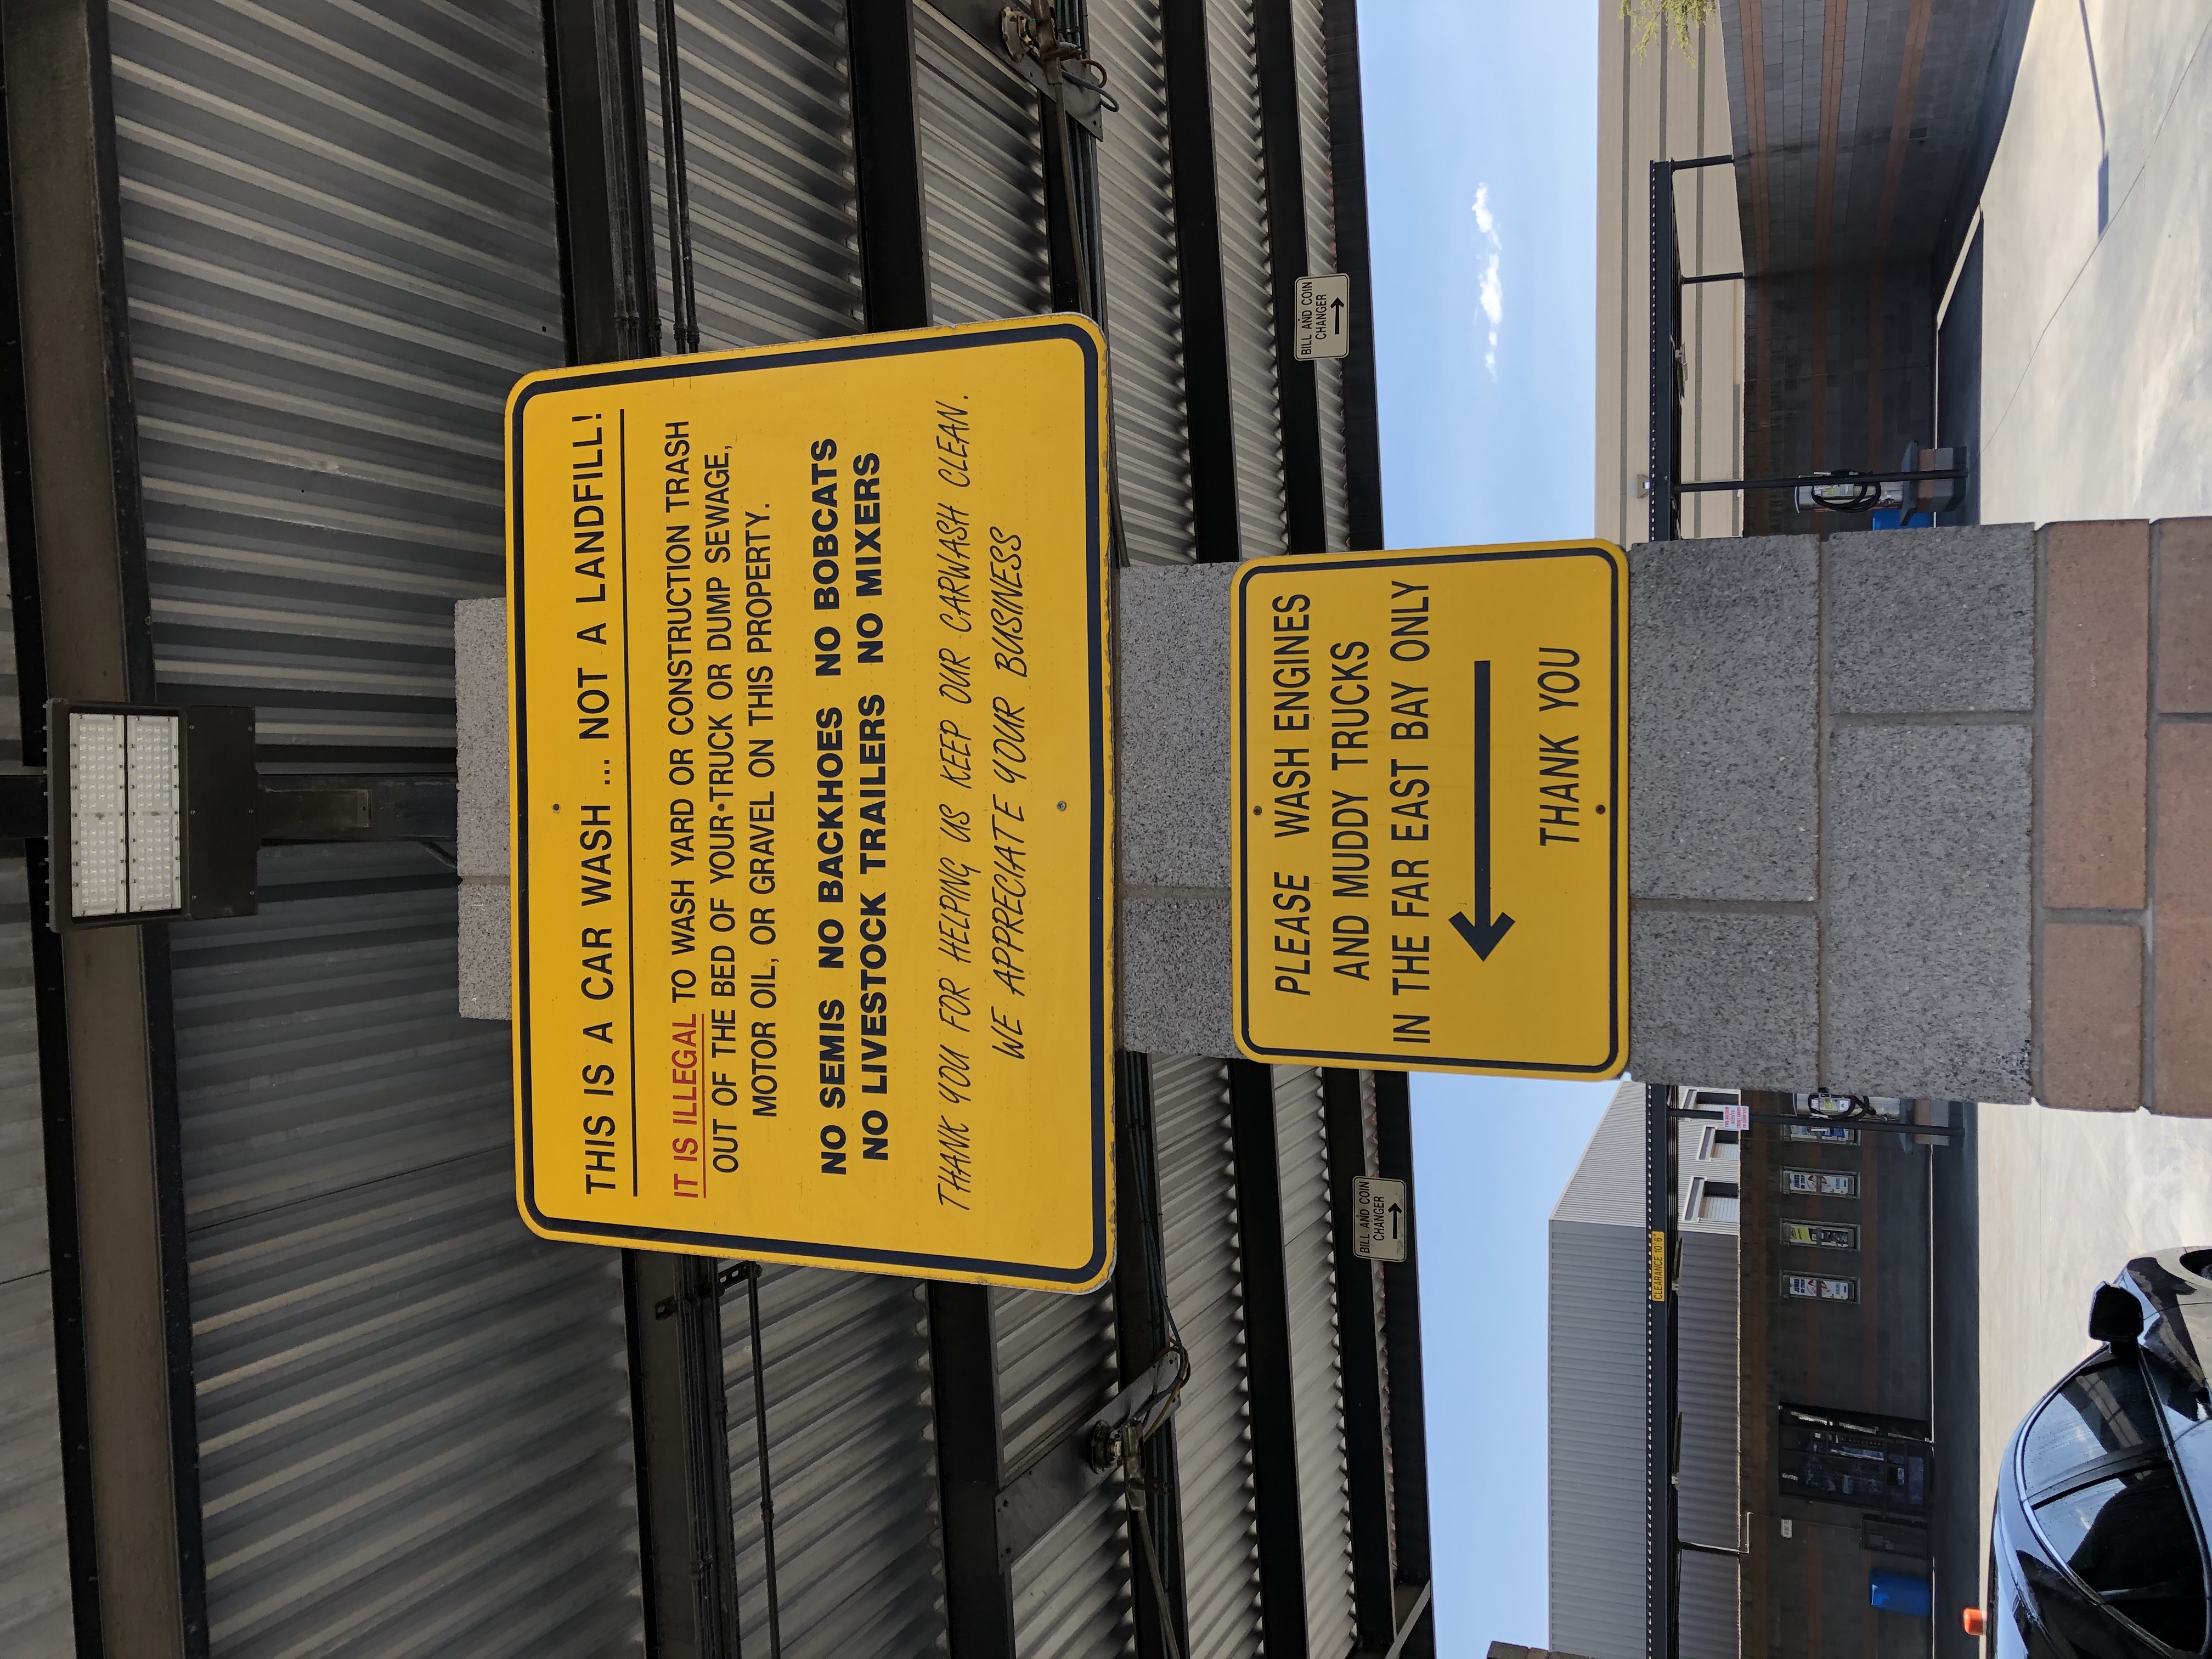 THIS IS A CAR WASH ... NOT A LANDFILL!
IT IS ILLEGAL TO WASH YARD OR CONSTRUCTION TRASH
OUT OF THE BED OF YOUR TRUCK OR DUMP SEWAGE,
MOTOR OIL, OR GRAVEL ON THIS PROPERTY.
NO SEMIS NO BACKHOES NO BOBCATS
NO LIVESTOCK TRAILERS NO MIXERS
THANK YOU FOR HELPING US KEEP OUR CARWASH CLEAN.
WE APPRECIATE YOUR BUSINESS
BILL AND COIN
CHANGER
BILL AND COIN
CHANGER
PLEASE WASH ENGINES
AND MUDDY TRUCKS
IN THE FAR EAST BAY ONLY
THANK YOU
CLEARANCE 10' 6"